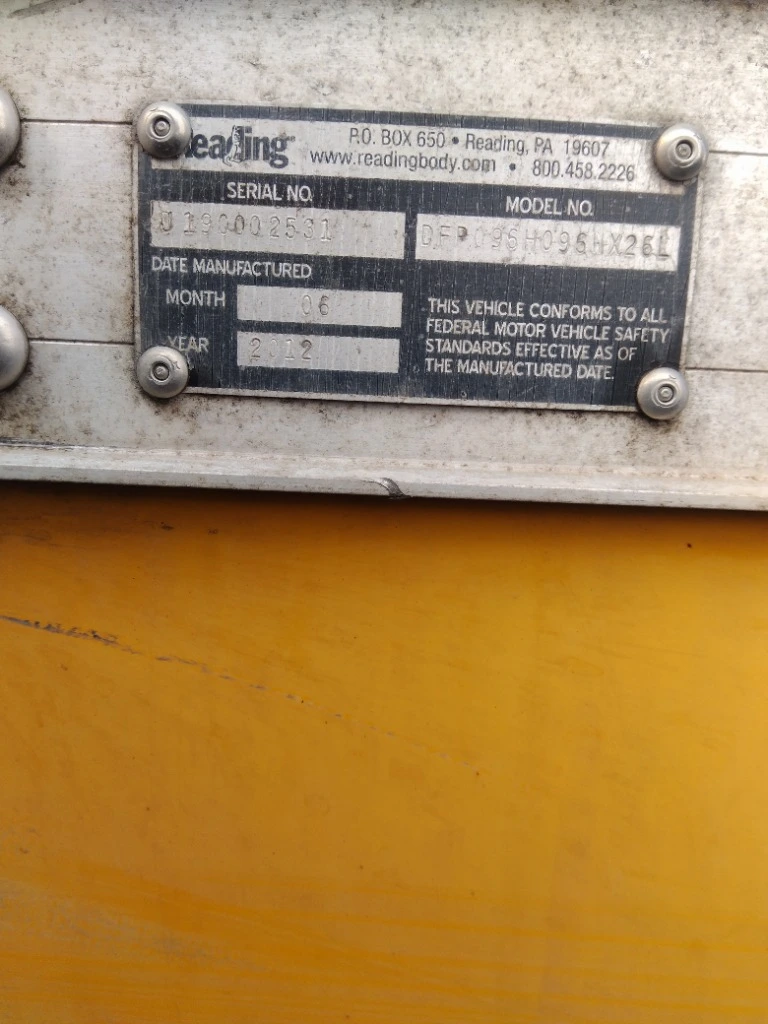 Reading
P.O. BOX 650 • Reading, PA 19607
www.readingbody.com • 800.458.2226
SERIAL NO.
MODEL NO.
DATE MANUFACTURED
MONTH 06
YEAR 2012
THIS VEHICLE CONFORMS TO ALL
FEDERAL MOTOR VEHICLE SAFETY
STANDARDS EFFECTIVE AS OF
THE MANUFACTURED DATE.